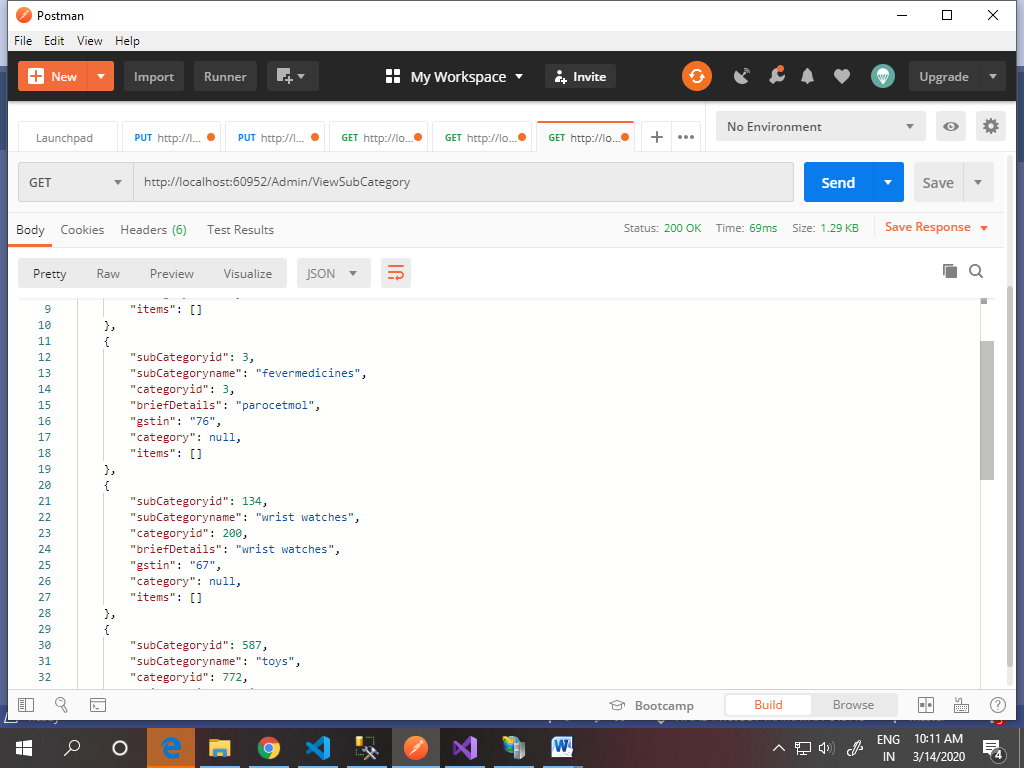 Postman
File Edit View Help
New Import Runner My Workspace Invite Upgrade
Launchpad PUT http://l... PUT http://l... GET http://lo... GET http://lo... GET http://lo... No Environment
GET http://localhost:60952/Admin/ViewSubCategory Send Save
Body Cookies Headers (6) Test Results Status: 200 OK Time: 69ms Size: 1.29 KB Save Response
Pretty Raw Preview Visualize JSON
9 "items": []
10 },
11 {
12 "subCategoryid": 3,
13 "subCategoryname": "fevermedicines",
14 "categoryid": 3,
15 "briefDetails": "parocetmol",
16 "gstin": "76",
17 "category": null,
18 "items": []
19 },
20 {
21 "subCategoryid": 134,
22 "subCategoryname": "wrist watches",
23 "categoryid": 200,
24 "briefDetails": "wrist watches",
25 "gstin": "67",
26 "category": null,
27 "items": []
28 },
29 {
30 "subCategoryid": 587,
31 "subCategoryname": "toys",
32 "categoryid": 772,
Bootcamp Build Browse
ENG 10:11 AM
IN 3/14/2020 4